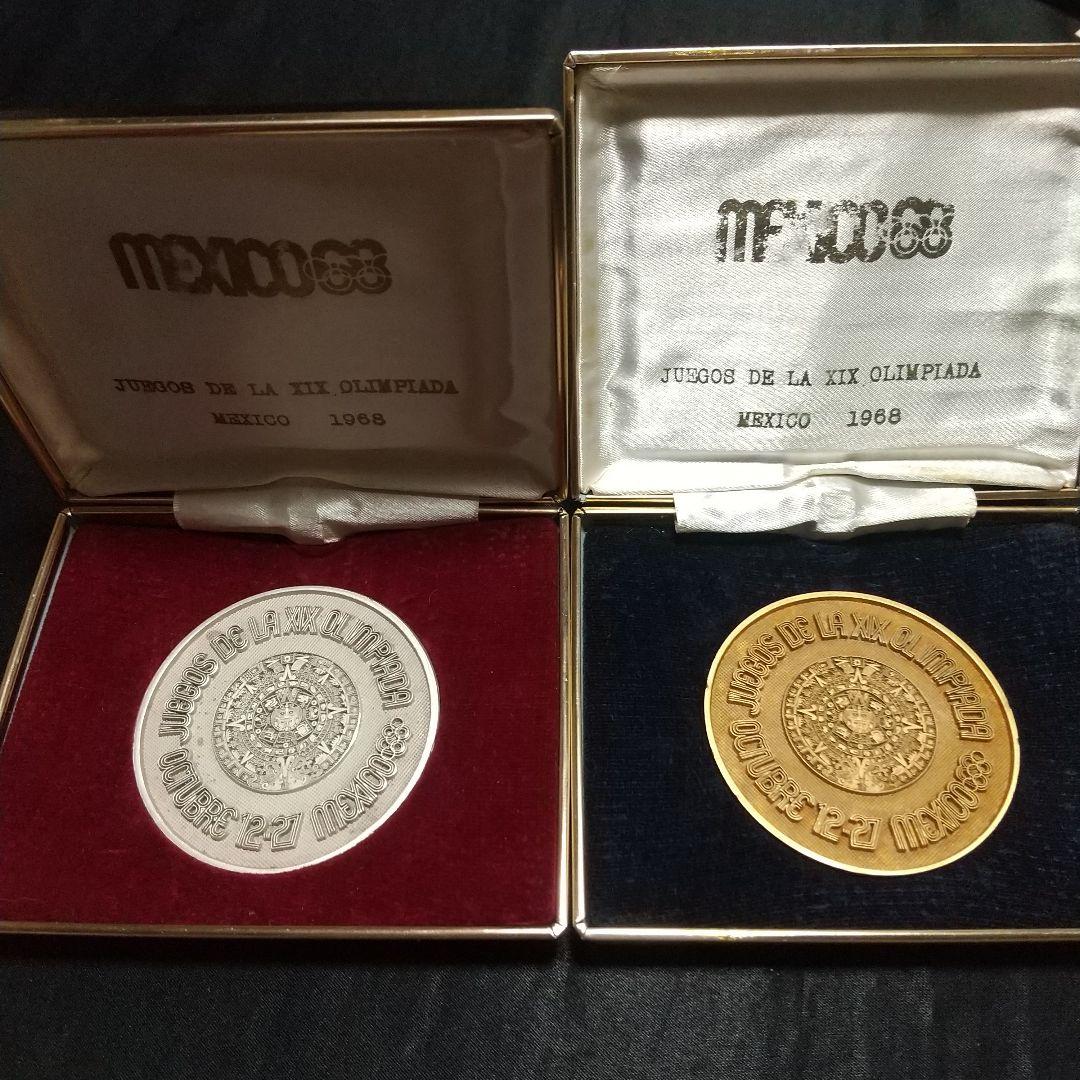 MEXICO68
JUEGOS DE LA XIX OLIMPIADA
MEXICO 1968
JUEGOS DE LA XIX OLIMPIADA
MEXICO68
OCTUBRE 12-27
MEXICO68
JUEGOS DE LA XIX OLIMPIADA
MEXICO 1968
JUEGOS DE LA XIX OLIMPIADA
MEXICO68
OCTUBRE 12-27